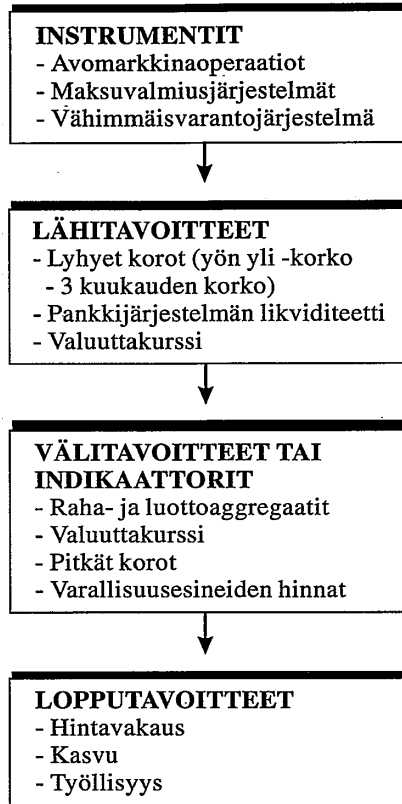 INSTRUMENTIT
- Avomarkkinaoperaatiot
- Maksuvalmiusjärjestelmät
- Vähimmäisvarantojärjestelmä
LÄHITAVOITTEET
- Lyhyet korot (yön yli -korko
- 3 kuukauden korko)
- Pankkijärjestelmän likviditeetti
- Valuuttakurssi
VÄLITAVOITTEET TAI
INDIKAATTORIT
- Raha- ja luottoaggregaatit
- Valuuttakurssi
- Pitkät korot
- Varallisuusesineiden hinnat
LOPPUTAVOITTEET
- Hintavakaus
- Kasvu
- Työllisyys